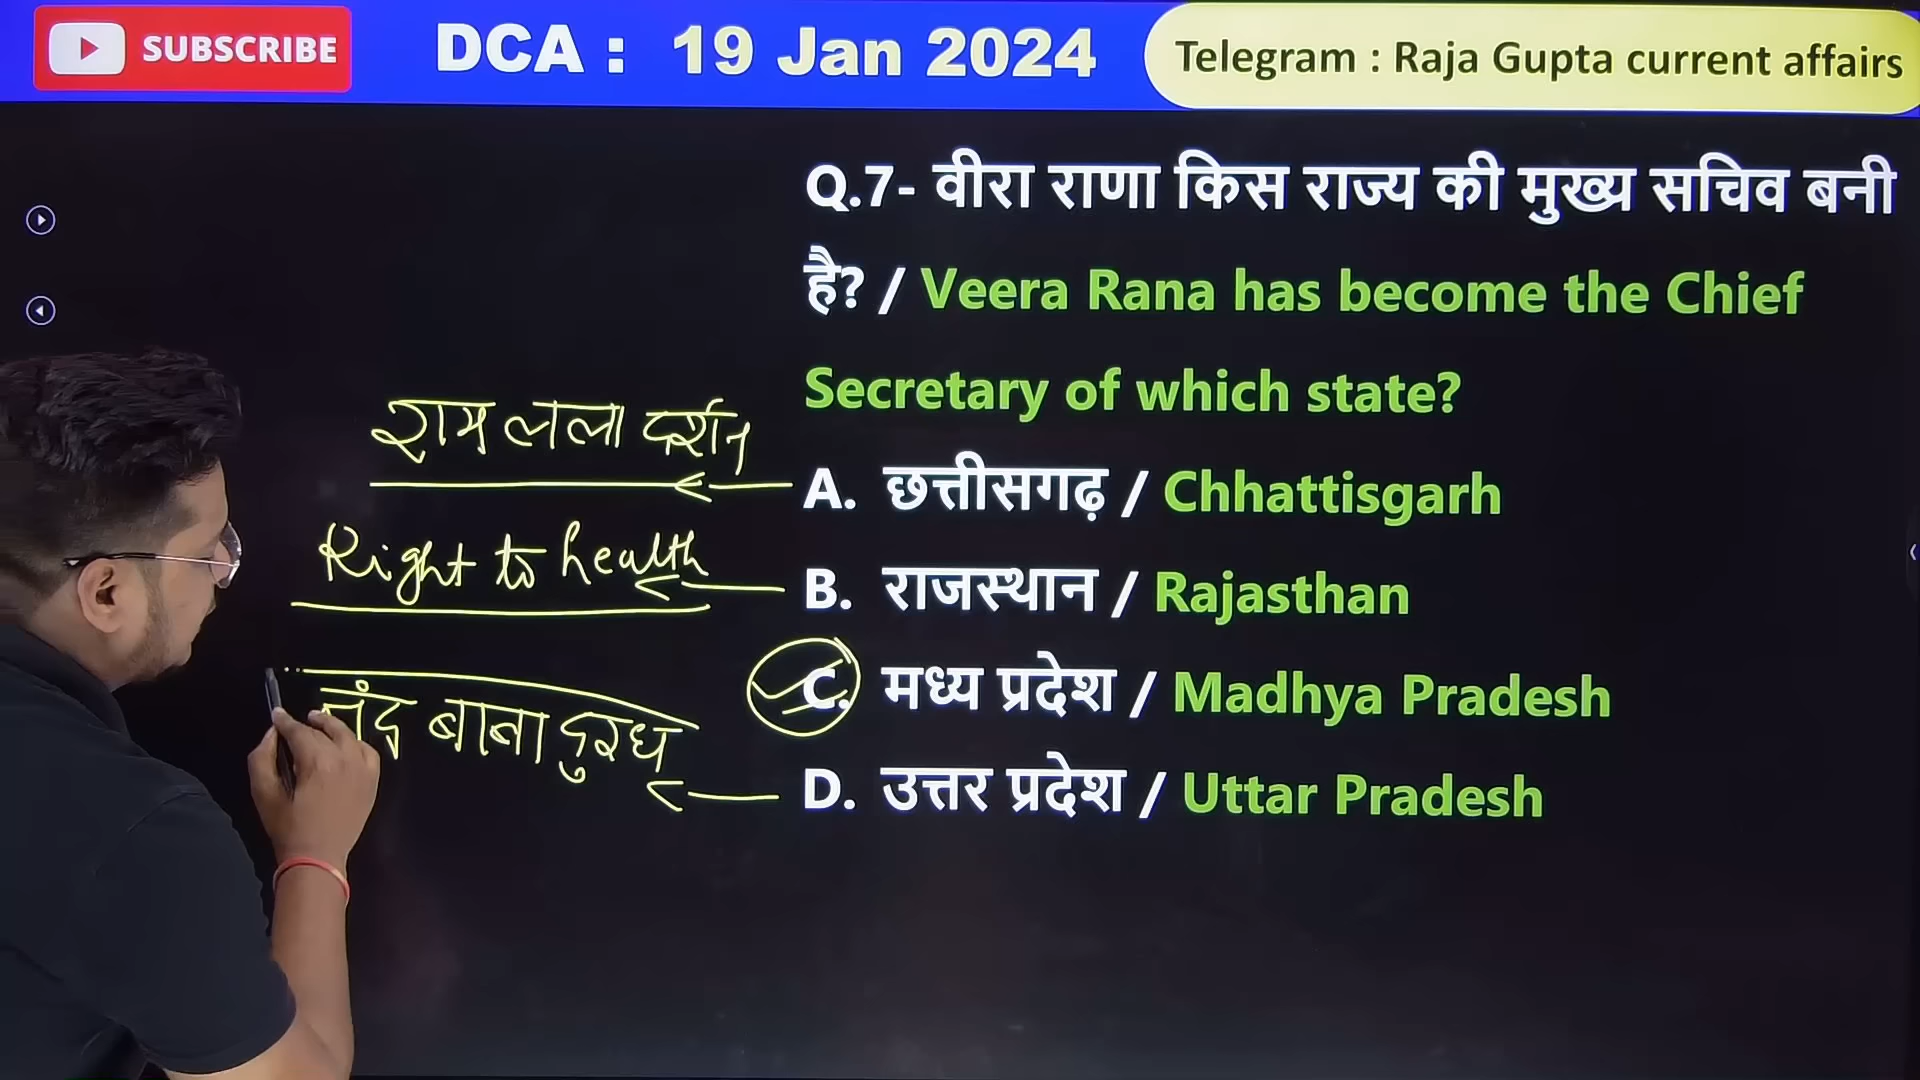 SUBSCRIBE DCA : 19 Jan 2024 Telegram : Raja Gupta current affairs
Q.7- वीरा राणा किस राज्य की मुख्य सचिव बनी
है? / Veera Rana has become the Chief
Secretary of which state?
राम लला दर्शन
A. छत्तीसगढ़ / Chhattisgarh
Right to health
B. राजस्थान / Rajasthan
C. मध्य प्रदेश / Madhya Pradesh
नंद बाबा दुग्ध
D. उत्तर प्रदेश / Uttar Pradesh